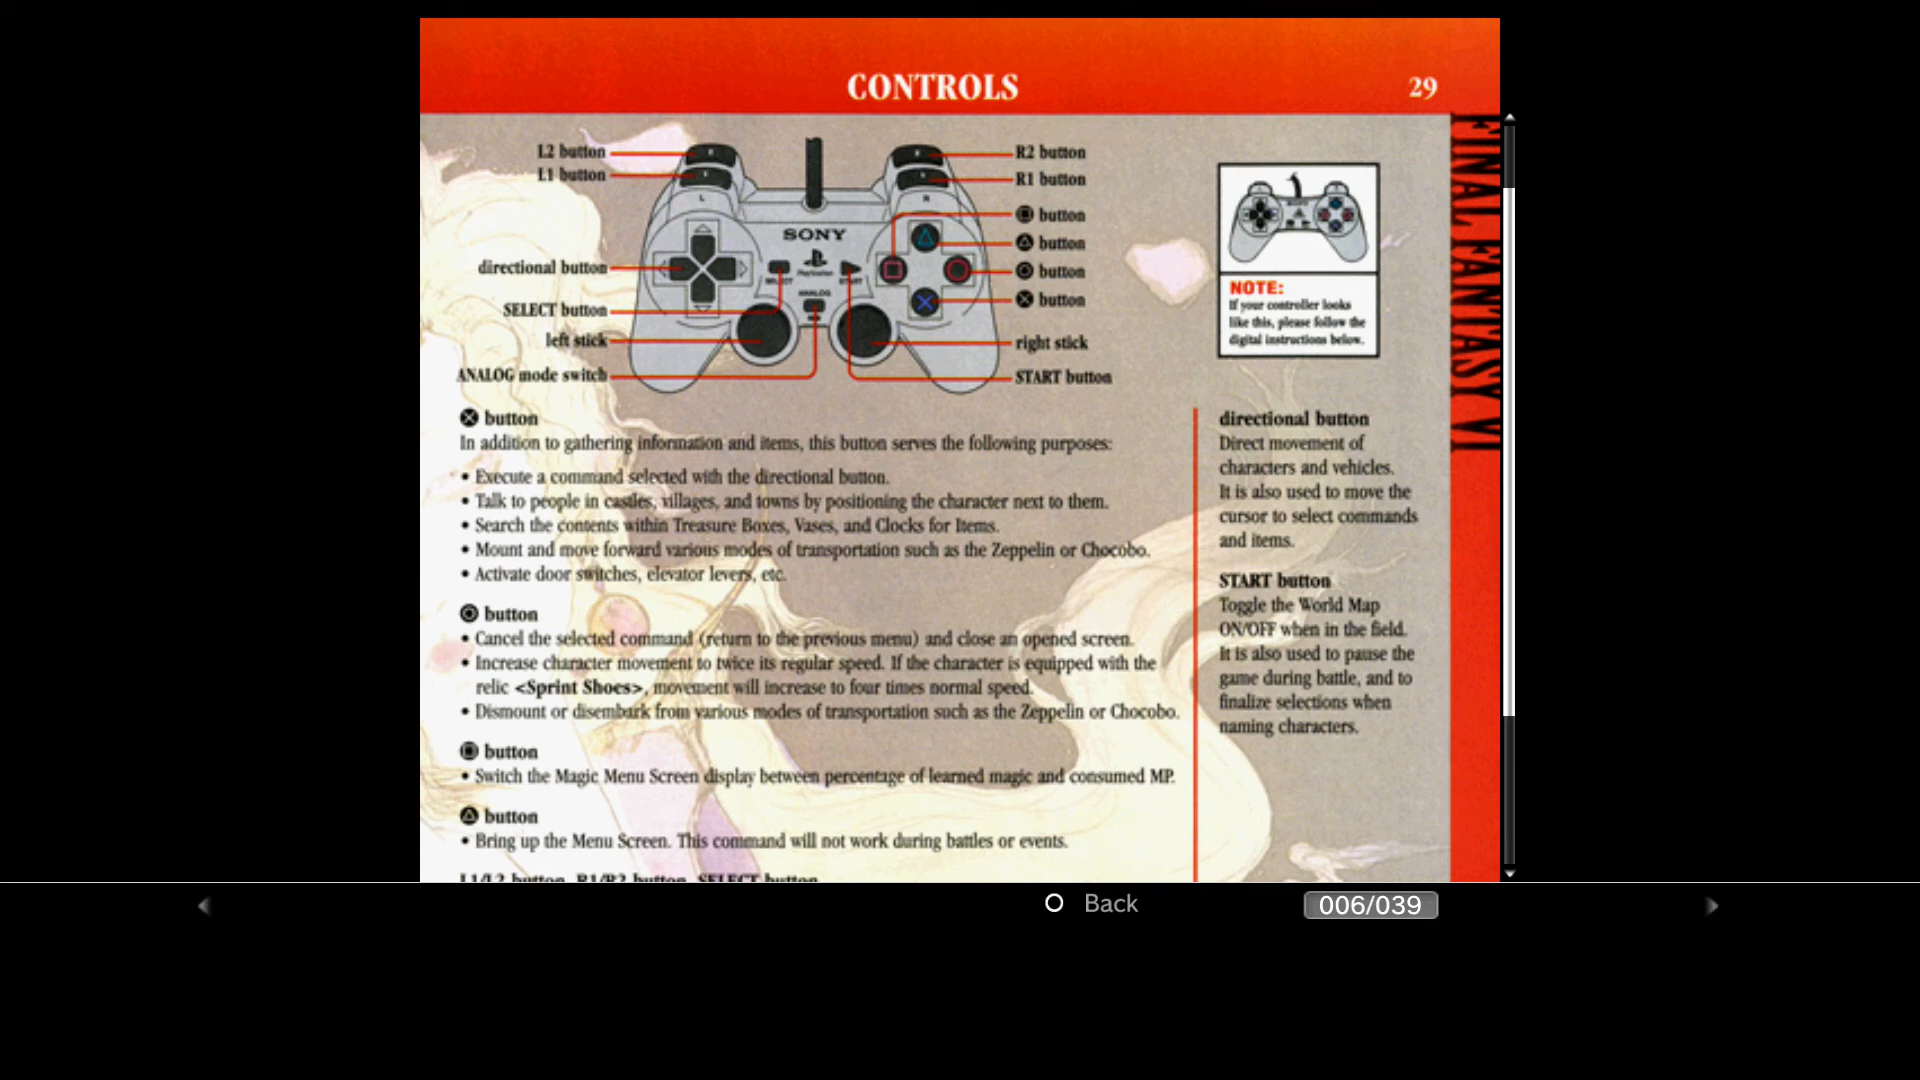 CONTROLS
29
FINAL FANTASY VI
L2 button
L1 button
directional button
SELECT button
left stick
ANALOG mode switch
R2 button
R1 button
button
button
button
button
right stick
START button
L
R
SONY
PlayStation
SELECT
START
ANALOG
NOTE:
If your controller looks
like this, please follow the
digital instructions below.
button
In addition to gathering information and items, this button serves the following purposes:
• Execute a command selected with the directional button.
• Talk to people in castles, villages, and towns by positioning the character next to them.
• Search the contents within Treasure Boxes, Vases, and Clocks for Items.
• Mount and move forward various modes of transportation such as the Zeppelin or Chocobo.
• Activate door switches, elevator levers, etc.
button
• Cancel the selected command (return to the previous menu) and close an opened screen.
• Increase character movement to twice its regular speed. If the character is equipped with the
relic <Sprint Shoes>, movement will increase to four times normal speed.
• Dismount or disembark from various modes of transportation such as the Zeppelin or Chocobo.
button
• Switch the Magic Menu Screen display between percentage of learned magic and consumed MP.
button
• Bring up the Menu Screen. This command will not work during battles or events.
L1/L2 button, R1/R2 button, SELECT button
directional button
Direct movement of
characters and vehicles.
It is also used to move the
cursor to select commands
and items.
START button
Toggle the World Map
ON/OFF when in the field.
It is also used to pause the
game during battle, and to
finalize selections when
naming characters.
Back
006/039